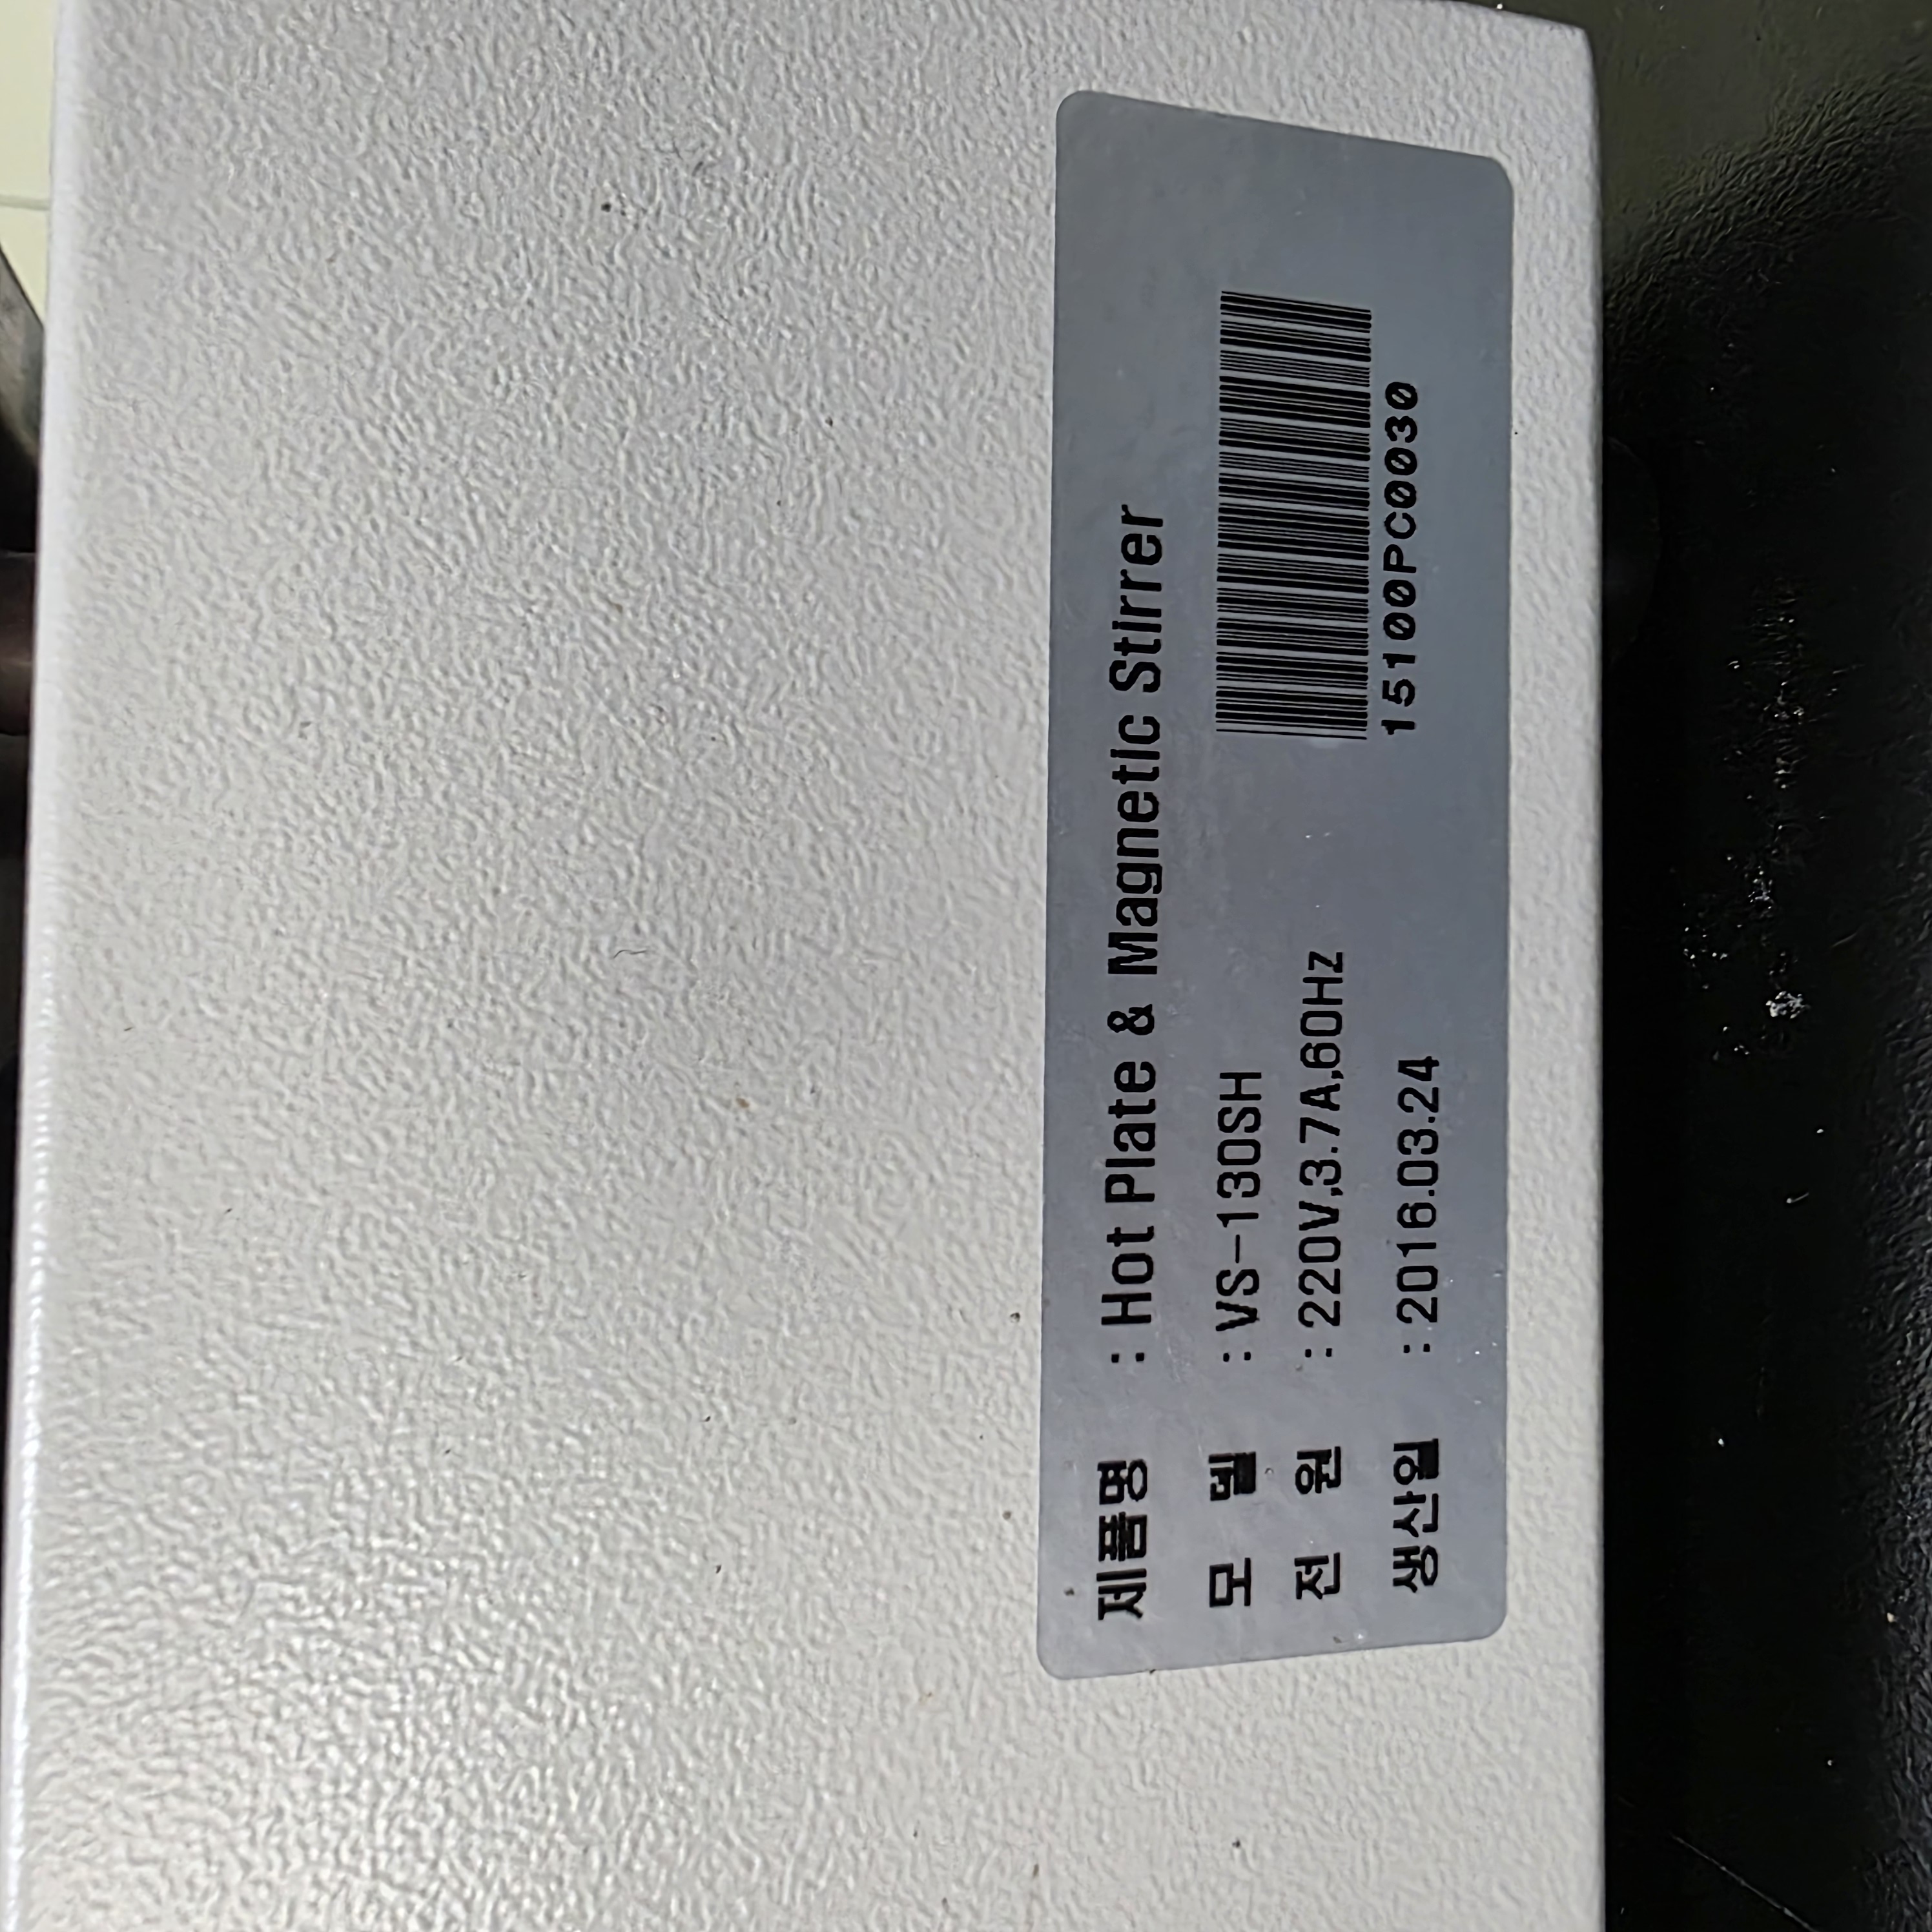 제품명 : Hot Plate & Magnetic Stirrer
모 델 : VS-130SH
전 원 : 220V,3.7A,60Hz
생산일 : 2016.03.24
15100PC0030